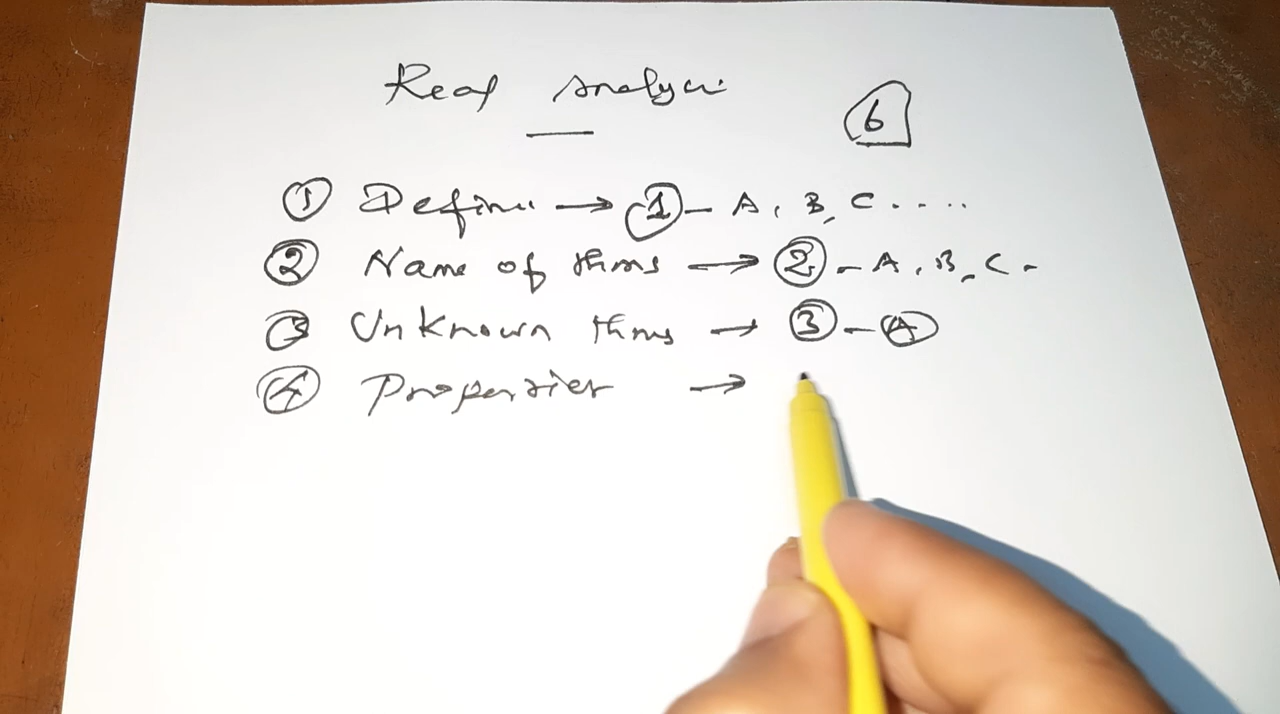 Real Analysis
6
① Define → ① - A, B, C.....
② Name of thms → ② - A, B, C -
③ Unknown thms → ③ - A
④ Properties →